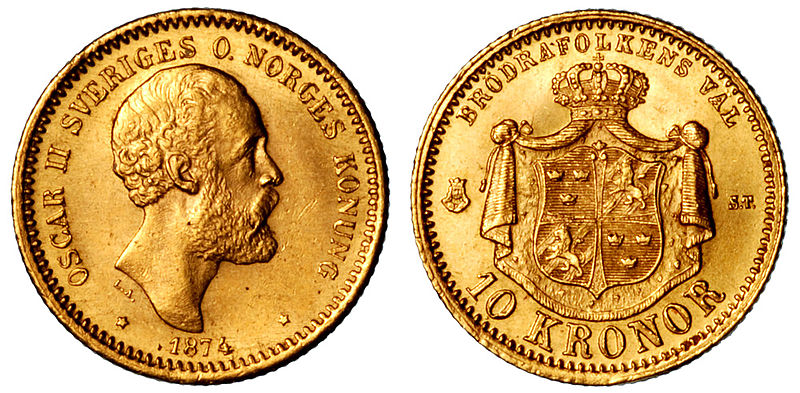 OSCAR II SVERIGES O. NORGES KONUNG.
L.A.
1874
BRÖDRAFOLKENS VÄL
S.T.
10 KRONOR